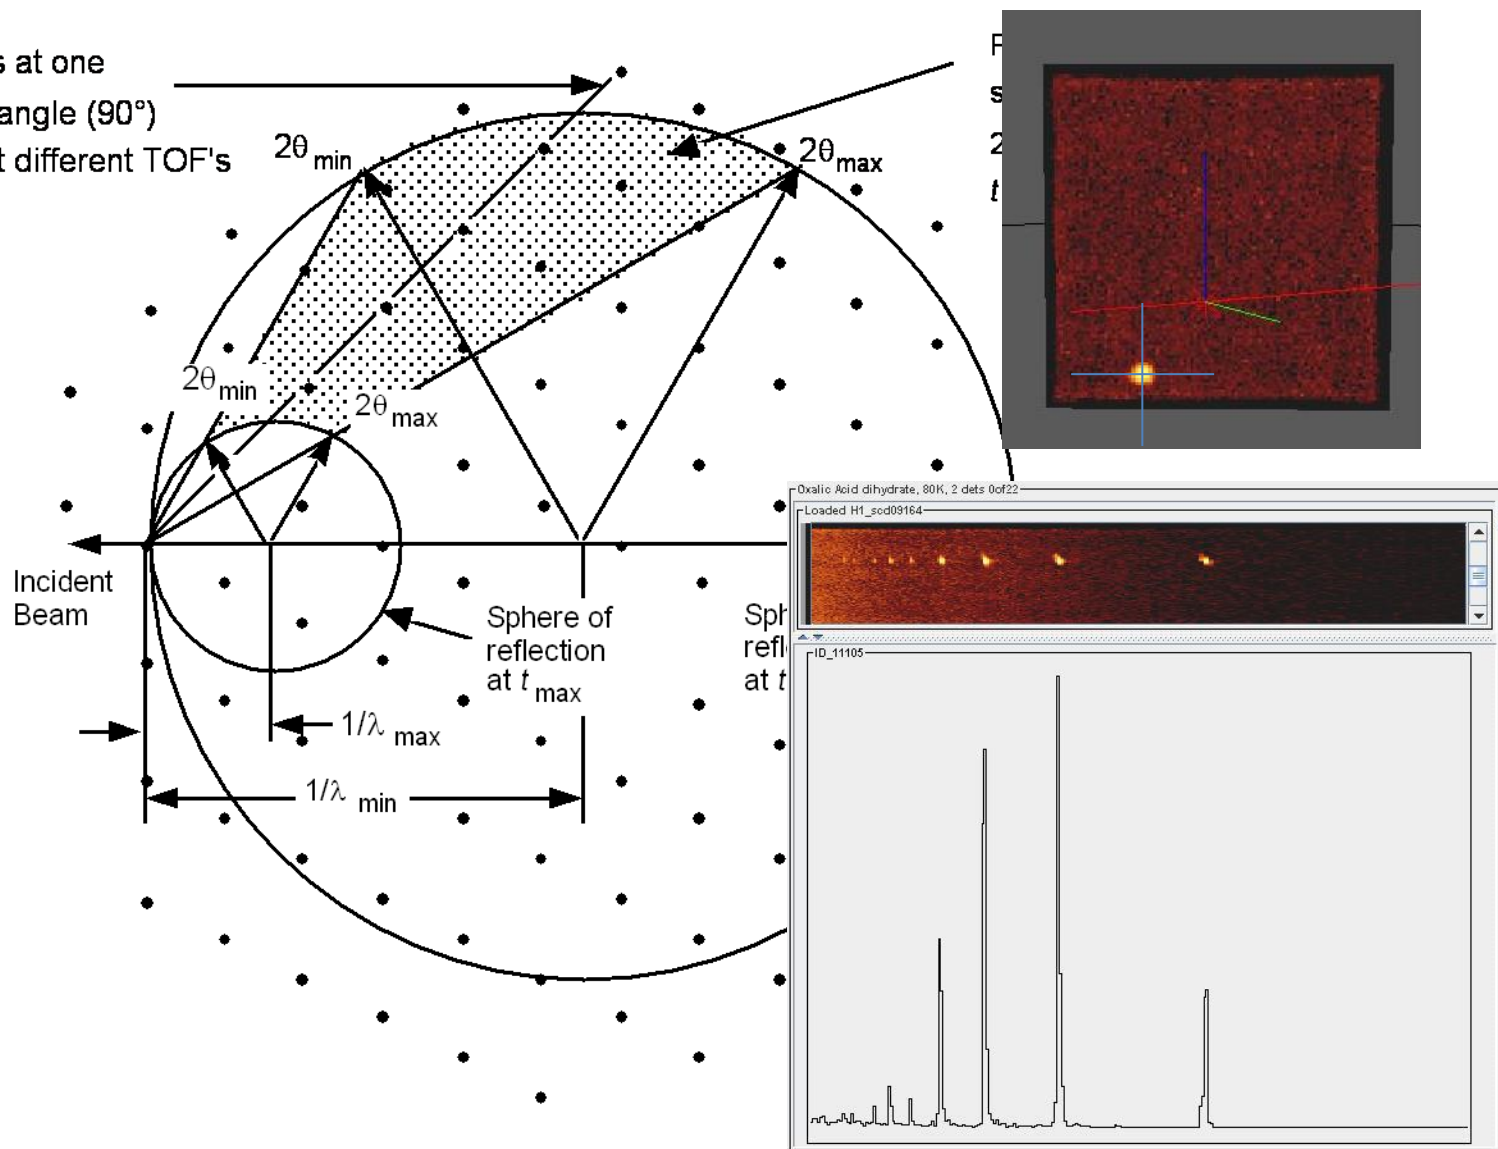 s at one
angle (90°)
t different TOF's
2θ min
2θ max
2θ min
2θ max
Incident
Beam
Sphere of
reflection
at t max
1/λ max
1/λ min
Sph
refl
at t
F
s
2
t
Oxalic Acid dihydrate, 80K, 2 dets 0of22
Loaded H1_scd09164
ID_11105